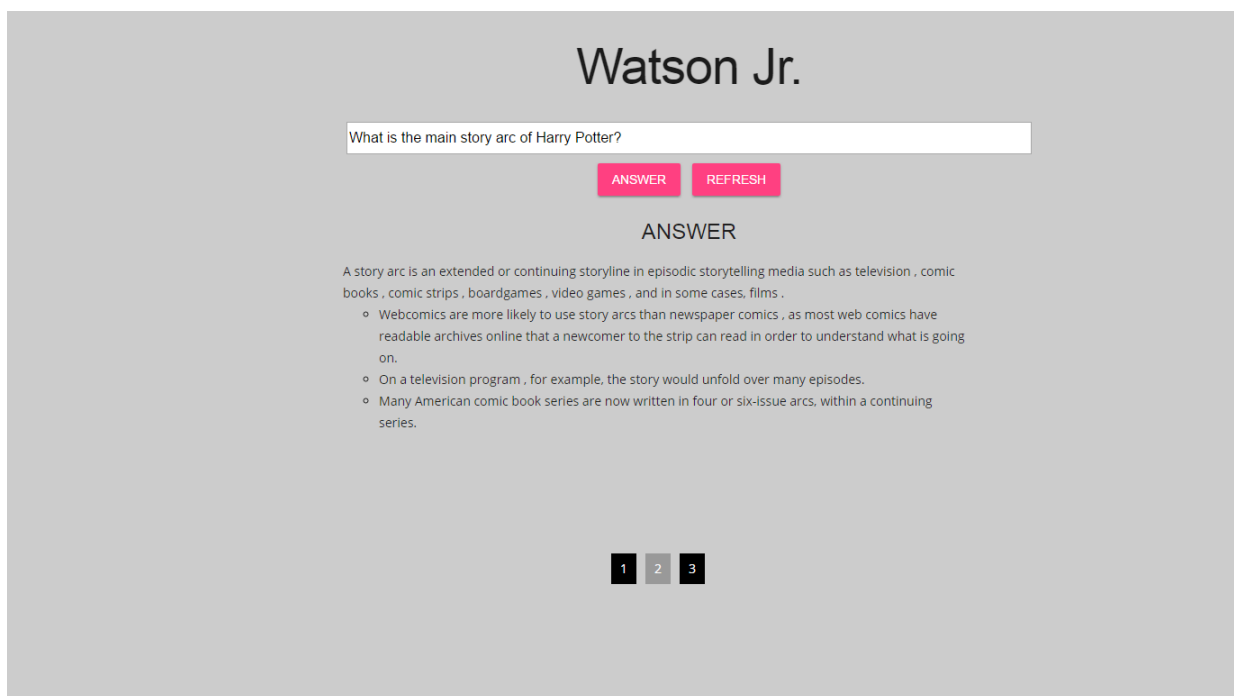 Watson Jr.
What is the main story arc of Harry Potter?
ANSWER REFRESH
ANSWER
A story arc is an extended or continuing storyline in episodic storytelling media such as television , comic
books , comic strips , boardgames , video games , and in some cases, films .
Webcomics are more likely to use story arcs than newspaper comics , as most web comics have
readable archives online that a newcomer to the strip can read in order to understand what is going
on.
On a television program , for example, the story would unfold over many episodes.
Many American comic book series are now written in four or six-issue arcs, within a continuing
series.
1 2 3